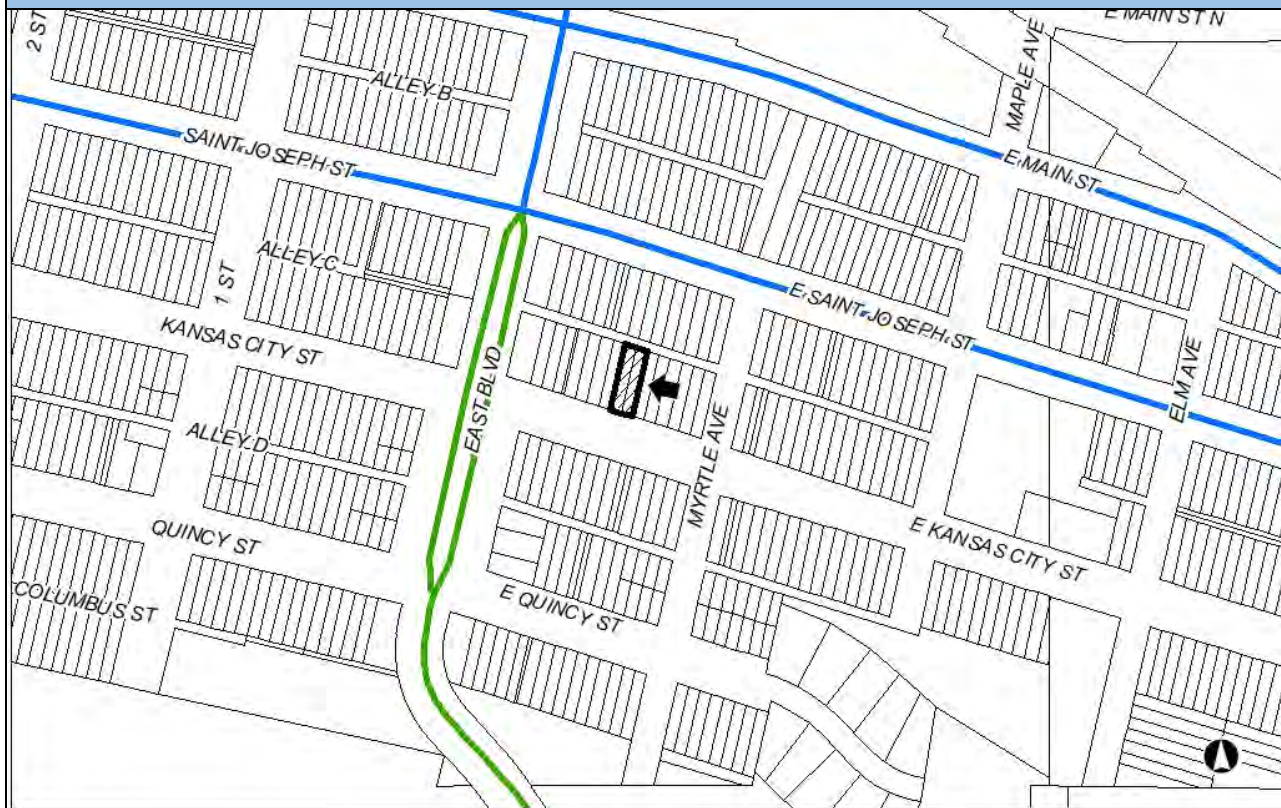 E MAIN ST N
2 ST
MAPLE AVE
ALLEY B
SAINT JOSEPH ST
E MAIN ST
ALLEY C
1 ST
E SAINT JOSEPH ST
KANSAS CITY ST
EAST BLVD
ELM AVE
MYRTLE AVE
ALLEY D
QUINCY ST
E KANSAS CITY ST
COLUMBUS ST
E QUINCY ST